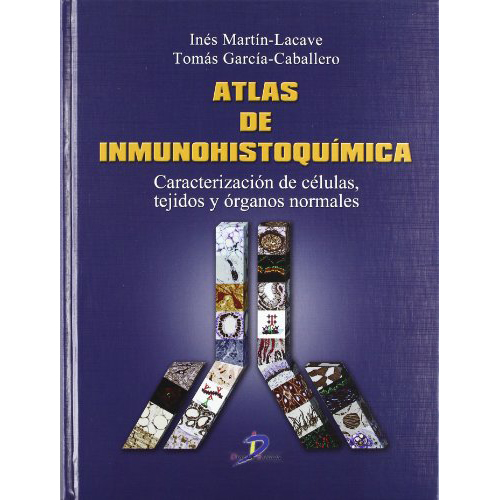 Inés Martín-Lacave
Tomás García-Caballero
ATLAS
DE
INMUNOHISTOQUÍMICA
Caracterización de células,
tejidos y órganos normales